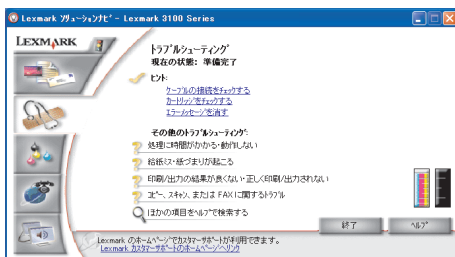 Lexmark ｿﾘｭｰｼｮﾝﾅﾋﾞ - Lexmark 3100 Series
LEXMARK
ﾄﾗﾌﾞﾙｼｭｰﾃｨﾝｸﾞ
現在の状態: 準備完了
ﾋﾝﾄ:
ｹｰﾌﾞﾙの接続をﾁｪｯｸする
ｶｰﾄﾘｯｼﾞをﾁｪｯｸする
ｴﾗｰﾒｯｾｰｼﾞを消す
その他のﾄﾗﾌﾞﾙｼｭｰﾃｨﾝｸﾞ:
処理に時間がかかる・動作しない
給紙ﾐｽ・紙づまりが起こる
印刷/出力の結果が良くない・正しく印刷/出力されない
ｺﾋﾟｰ、ｽｷｬﾝ、または FAX に関するﾄﾗﾌﾞﾙ
ほかの項目をﾍﾙﾌﾟで検索する
終了
ﾍﾙﾌﾟ
Lexmark のﾎｰﾑﾍﾟｰｼﾞでｶｽﾀﾏｰｻﾎﾟｰﾄが利用できます。
Lexmark ｶｽﾀﾏｰｻﾎﾟｰﾄのﾎｰﾑﾍﾟｰｼﾞへﾘﾝｸ